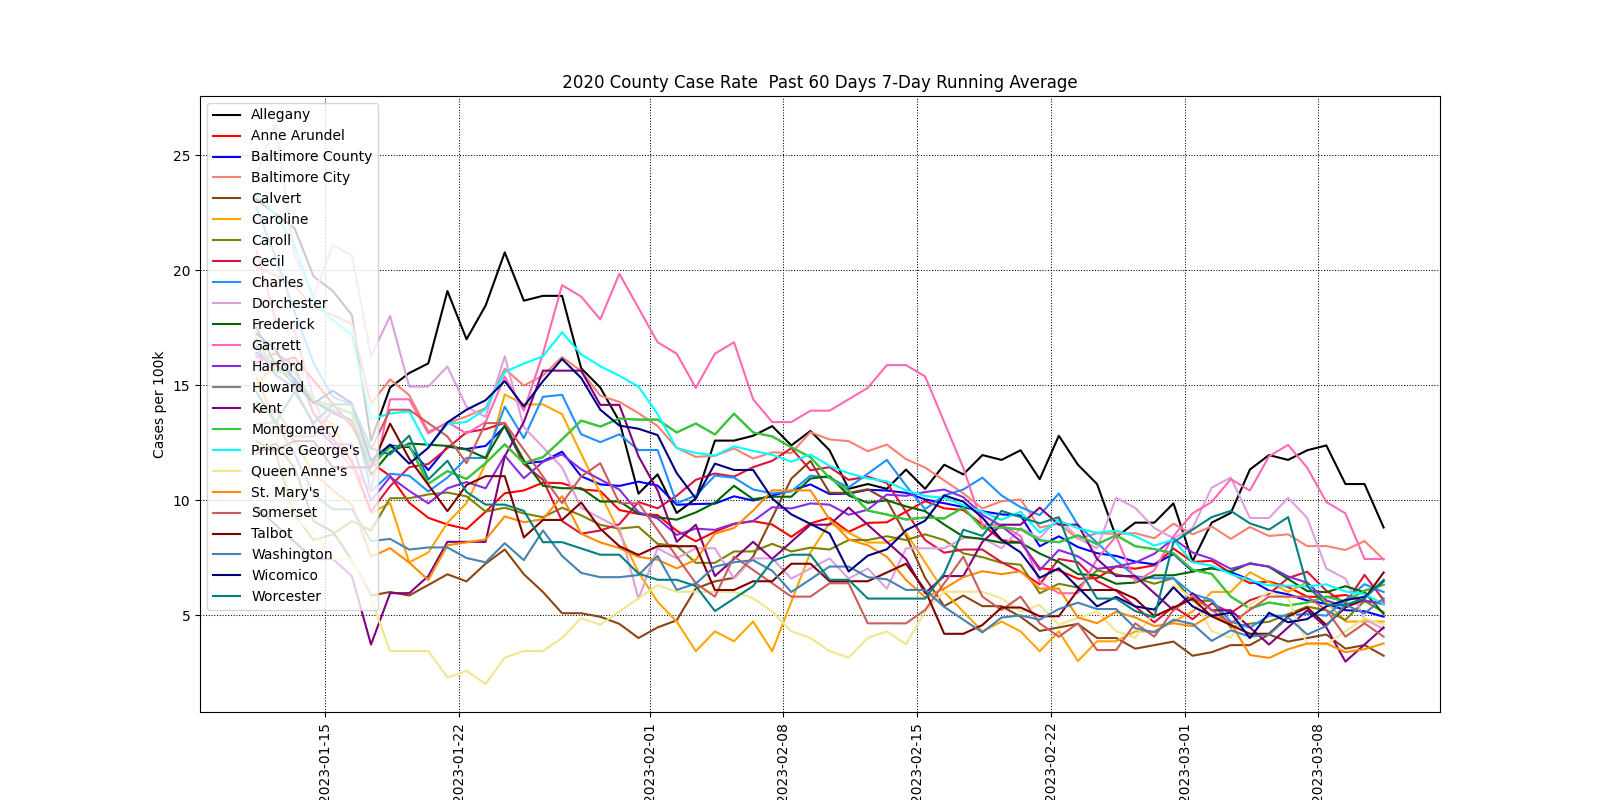 2020 County Case Rate  Past 60 Days 7-Day Running Average
Cases per 100k
25
20
15
10
5
Allegany
Anne Arundel
Baltimore County
Baltimore City
Calvert
Caroline
Caroll
Cecil
Charles
Dorchester
Frederick
Garrett
Harford
Howard
Kent
Montgomery
Prince George's
Queen Anne's
St. Mary's
Somerset
Talbot
Washington
Wicomico
Worcester
2023-01-15
2023-01-22
2023-02-01
2023-02-08
2023-02-15
2023-02-22
2023-03-01
2023-03-08